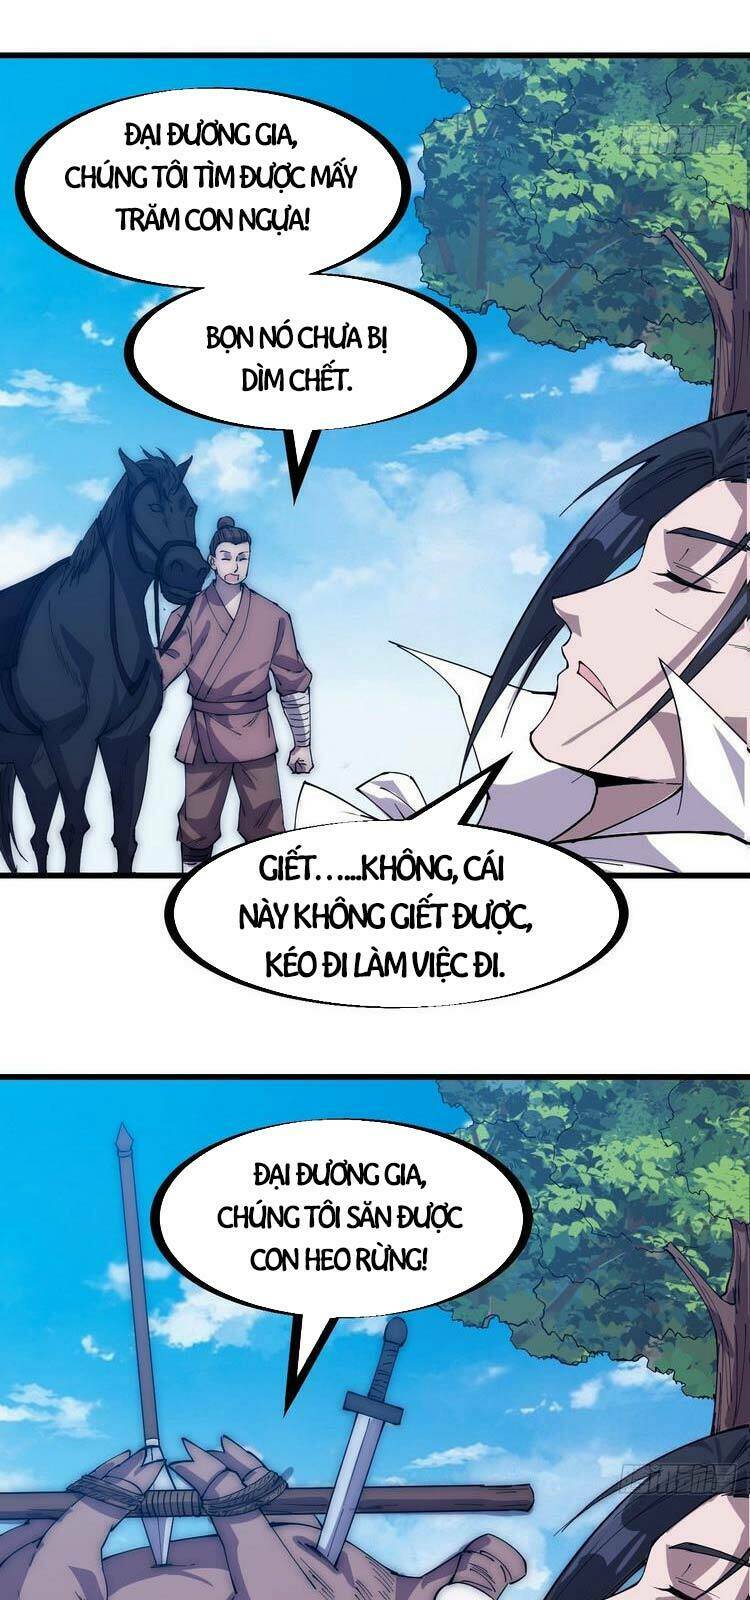 ĐẠI ĐƯƠNG GIA,
CHÚNG TÔI TÌM ĐƯỢC MẤY
TRĂM CON NGỰA!
BỌN NÓ CHƯA BỊ
DÌM CHẾT.
GIẾT…....KHÔNG, CÁI
NÀY KHÔNG GIẾT ĐƯỢC,
KÉO ĐI LÀM VIỆC ĐI.
ĐẠI ĐƯƠNG GIA,
CHÚNG TÔI SĂN ĐƯỢC
CON HEO RỪNG!